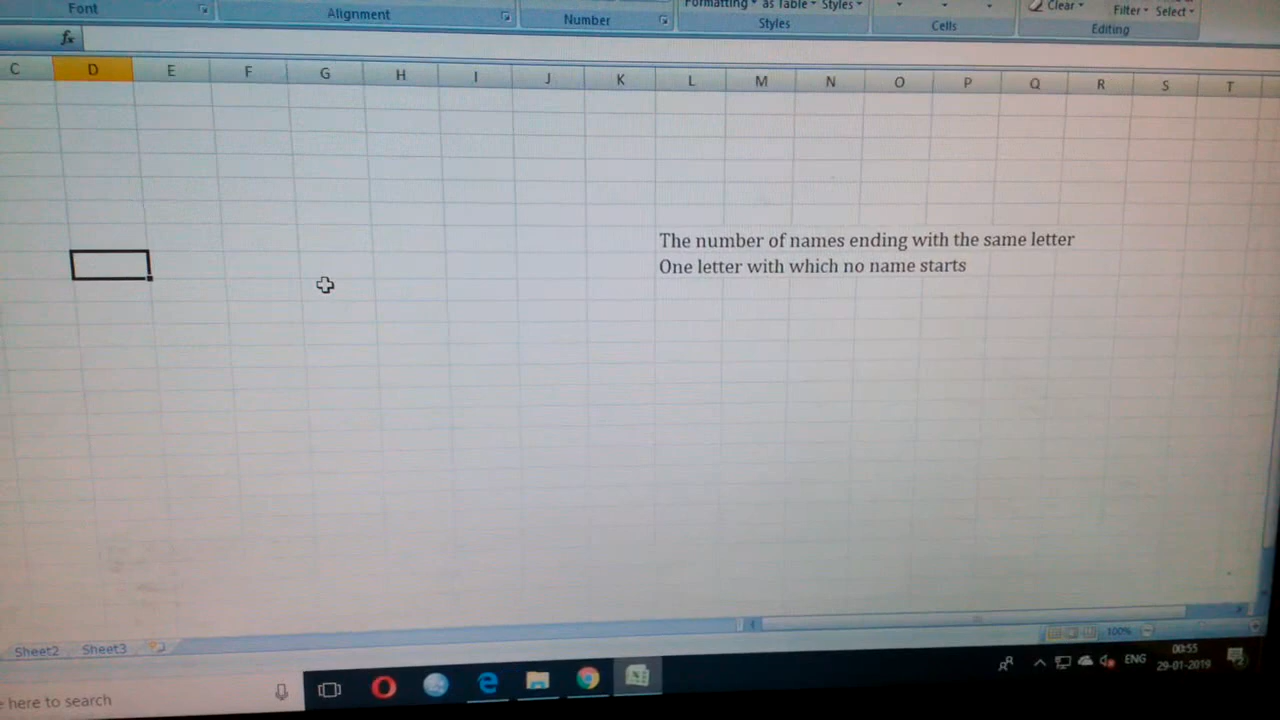 Font Alignment Number Formatting as Table Styles Styles Cells Clear Filter Select Editing
fx
C D E F G H I J K L M N O P Q R S T
The number of names ending with the same letter
One letter with which no name starts
Sheet2 Sheet3
100%
here to search
ENG
00:55
29-01-2019